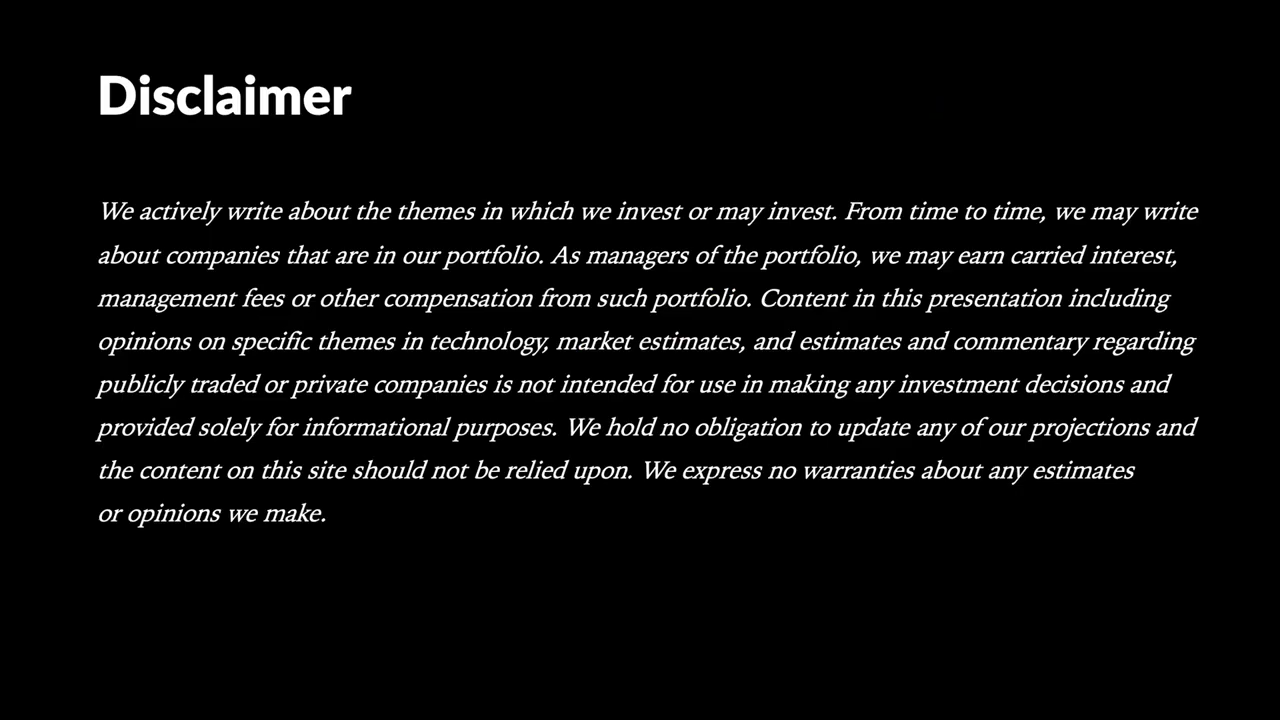 Disclaimer
We actively write about the themes in which we invest or may invest. From time to time, we may write
about companies that are in our portfolio. As managers of the portfolio, we may earn carried interest,
management fees or other compensation from such portfolio. Content in this presentation including
opinions on specific themes in technology, market estimates, and estimates and commentary regarding
publicly traded or private companies is not intended for use in making any investment decisions and
provided solely for informational purposes. We hold no obligation to update any of our projections and
the content on this site should not be relied upon. We express no warranties about any estimates
or opinions we make.